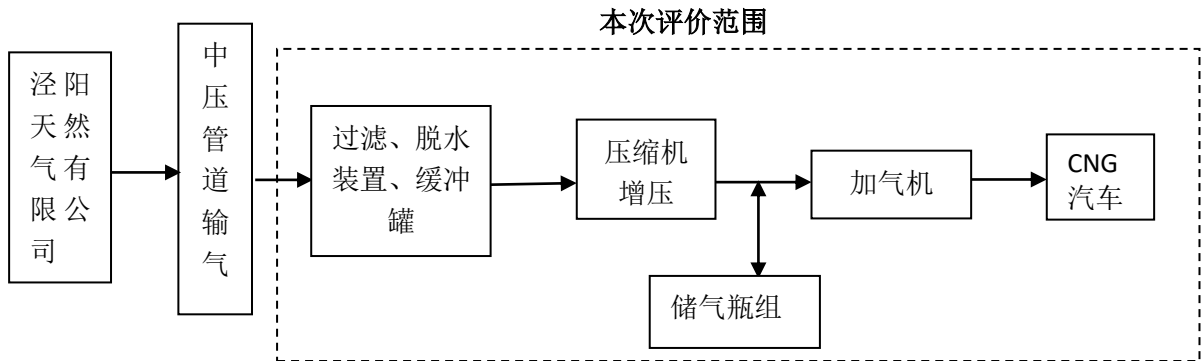 本次评价范围
泾阳
天然
气有
限公
司
中
压
管
道
输
气
过滤、脱水
装置、缓冲
罐
压缩机
增压
加气机
CNG
汽车
储气瓶组